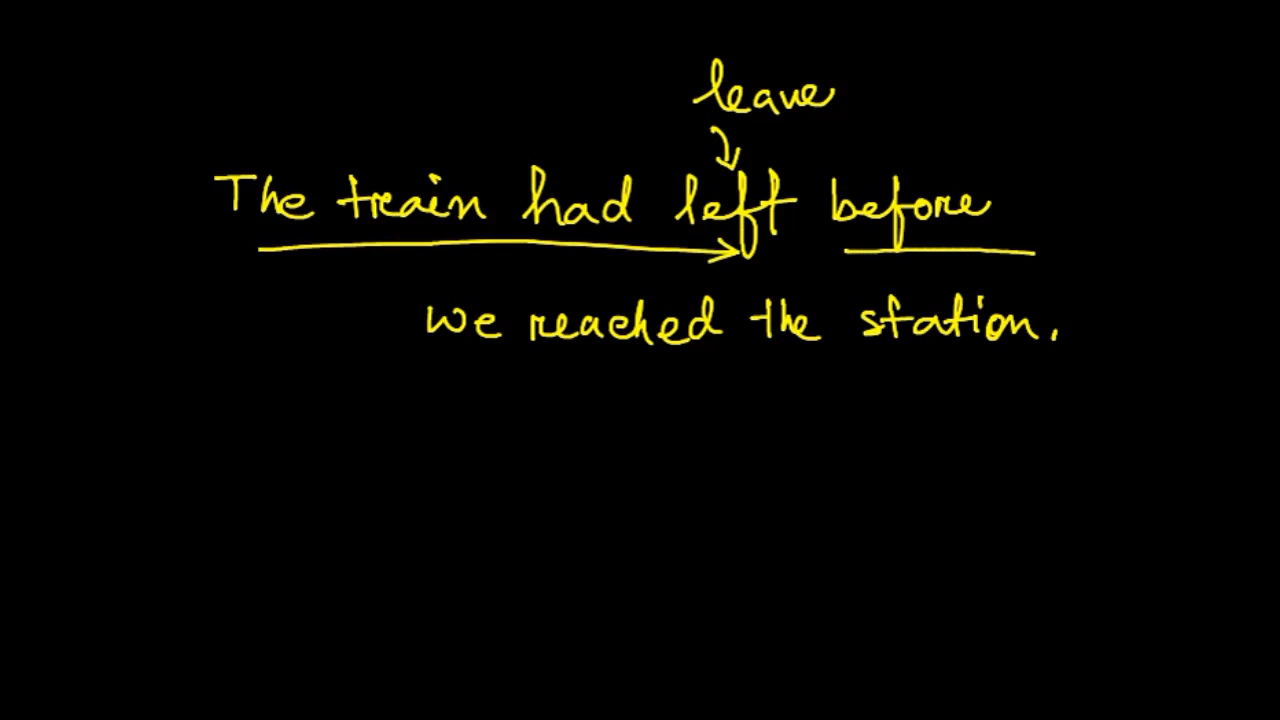 leave
The train had left before
we reached the station.